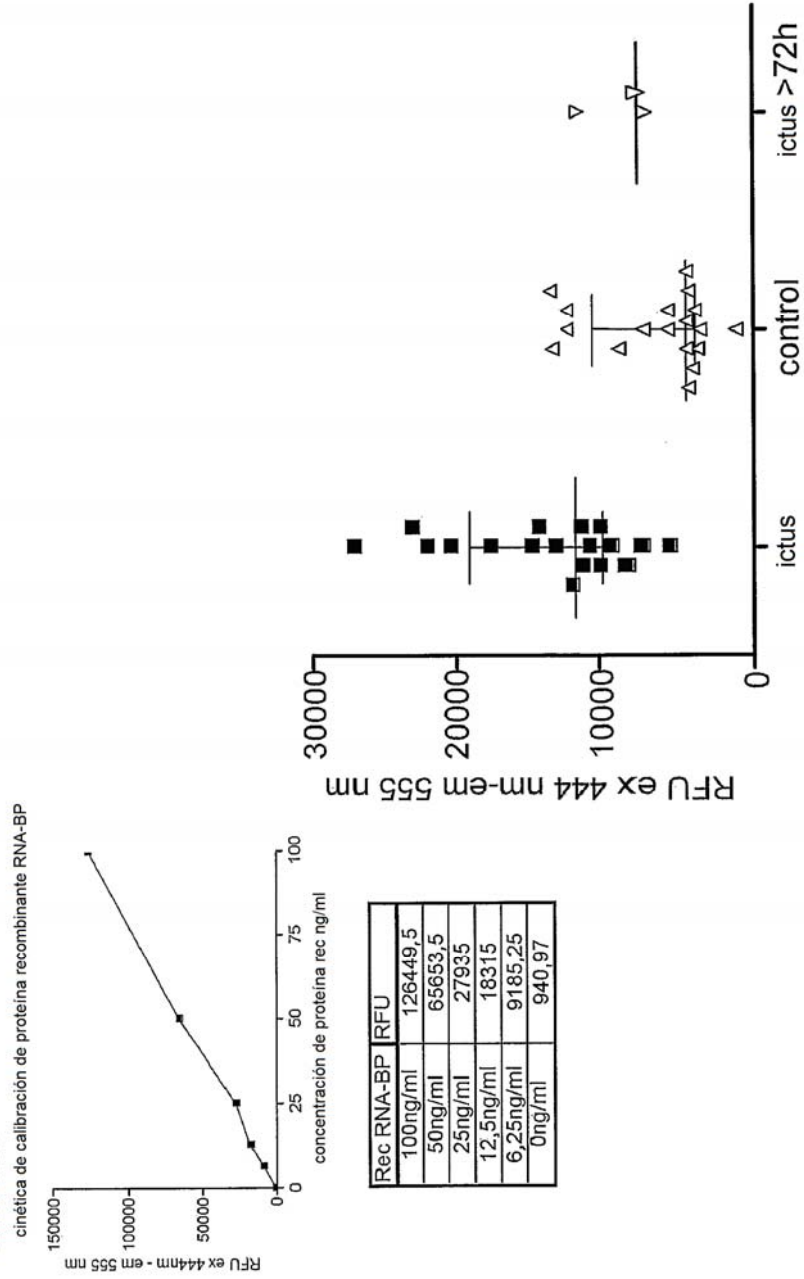 cinética de calibración de proteína recombinante RNA-BP
RFU ex 444nm - em 555 nm
150000
100000
50000
0
0 25 50 75 100
concentración de proteína rec ng/ml
Rec RNA-BP RFU
100ng/ml 126449,5
50ng/ml 65653,5
25ng/ml 27935
12,5ng/ml 18315
6,25ng/ml 9185,25
0ng/ml 940,97
RFU ex 444 nm-em 555 nm
30000
20000
10000
0
ictus control ictus >72h